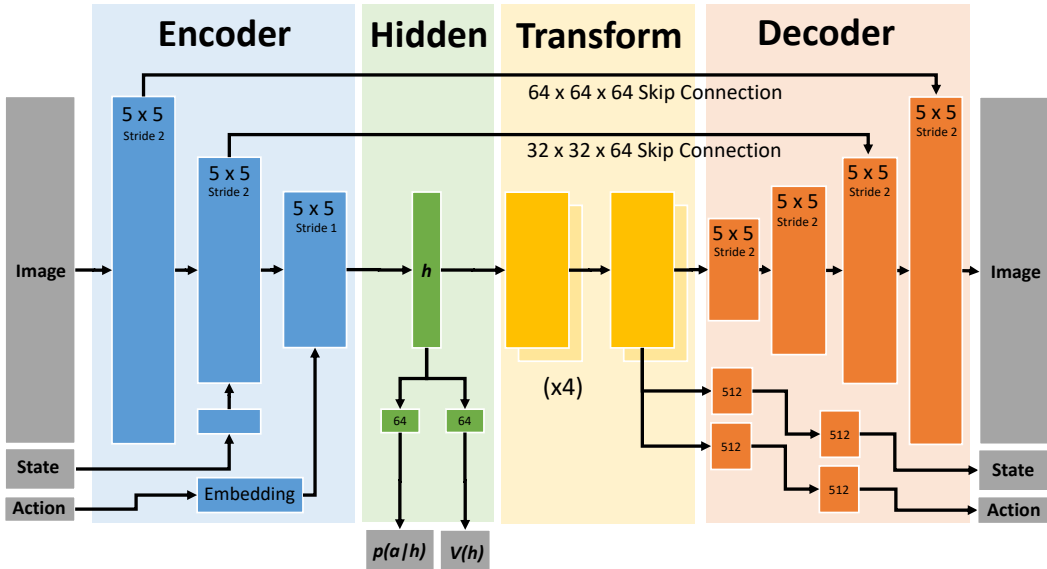 Encoder
Hidden
Transform
Decoder
64 x 64 x 64 Skip Connection
32 x 32 x 64 Skip Connection
Image
5 x 5
Stride 2
5 x 5
Stride 2
5 x 5
Stride 1
h
5 x 5
Stride 2
5 x 5
Stride 2
5 x 5
Stride 2
5 x 5
Stride 2
Image
(x4)
64
64
512
512
512
512
State
Action
Embedding
State
Action
p(a|h)
V(h)